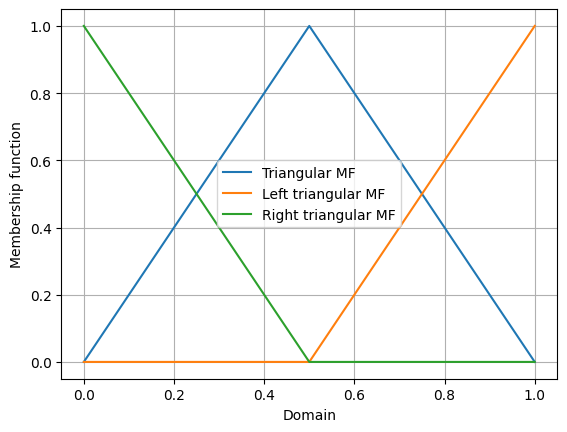 1.0
0.8
0.6
0.4
0.2
0.0
Membership function
Triangular MF
Left triangular MF
Right triangular MF
0.0 0.2 0.4 0.6 0.8 1.0
Domain